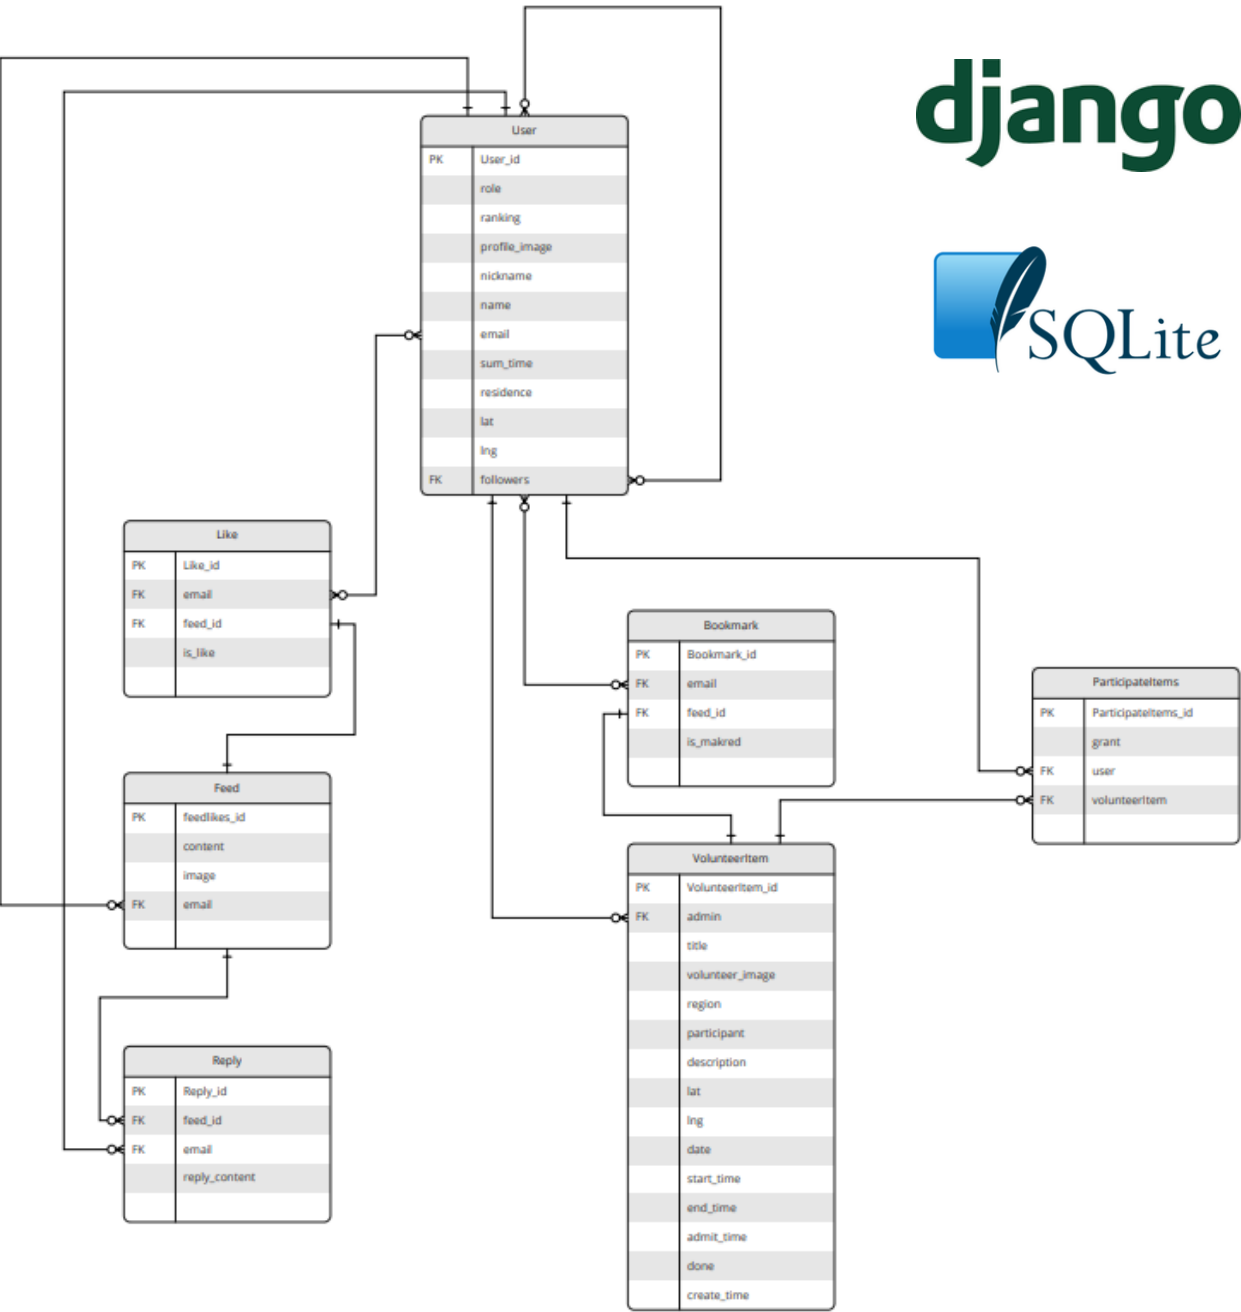 django
SQLite
User
PK User_id
role
ranking
profile_image
nickname
name
email
sum_time
residence
lat
lng
FK followers
Like
PK Like_id
FK email
FK feed_id
is_like
Bookmark
PK Bookmark_id
FK email
FK feed_id
is_makred
ParticipateItems
PK ParticipateItems_id
grant
FK user
FK volunteerItem
Feed
PK feedlikes_id
content
image
FK email
VolunteerItem
PK VolunteerItem_id
FK admin
title
volunteer_image
region
participant
description
lat
lng
date
start_time
end_time
admit_time
done
create_time
Reply
PK Reply_id
FK feed_id
FK email
reply_content